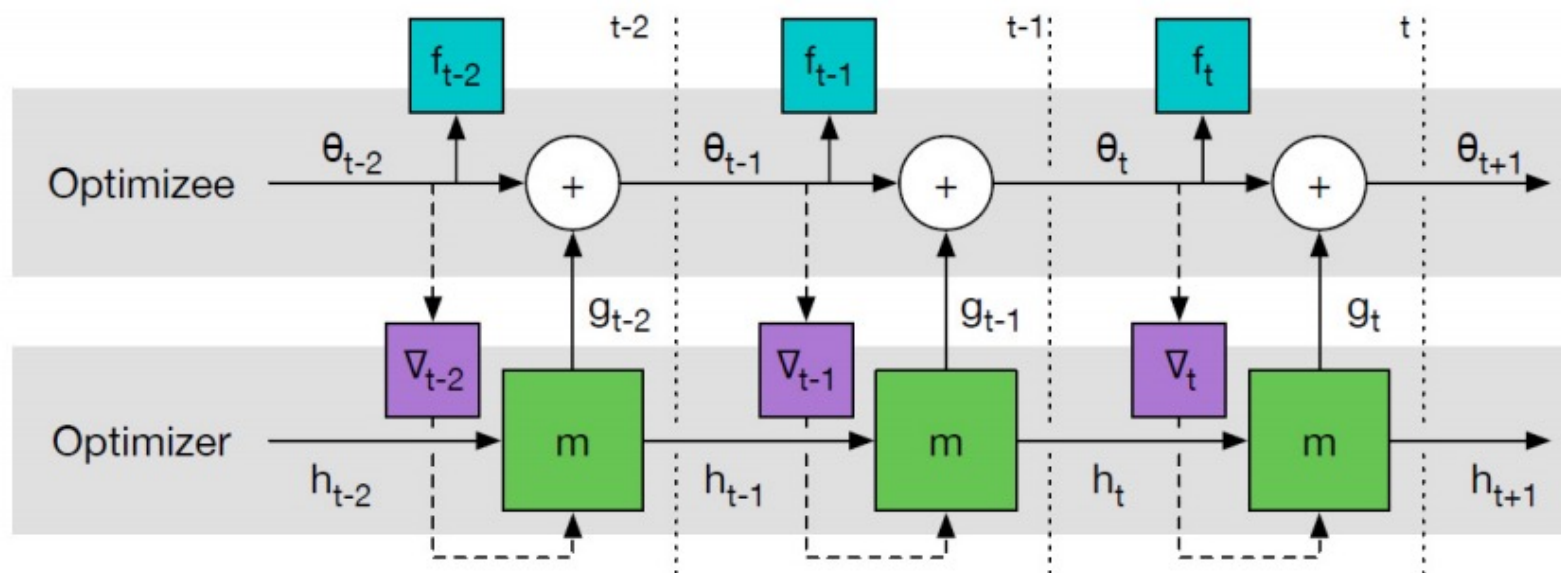 t-2 t-1 t
f_{t-2} f_{t-1} f_t
θ_{t-2} θ_{t-1} θ_t θ_{t+1}
Optimizee + + +
g_{t-2} g_{t-1} g_t
∇_{t-2} ∇_{t-1} ∇_t
Optimizer m m m
h_{t-2} h_{t-1} h_t h_{t+1}